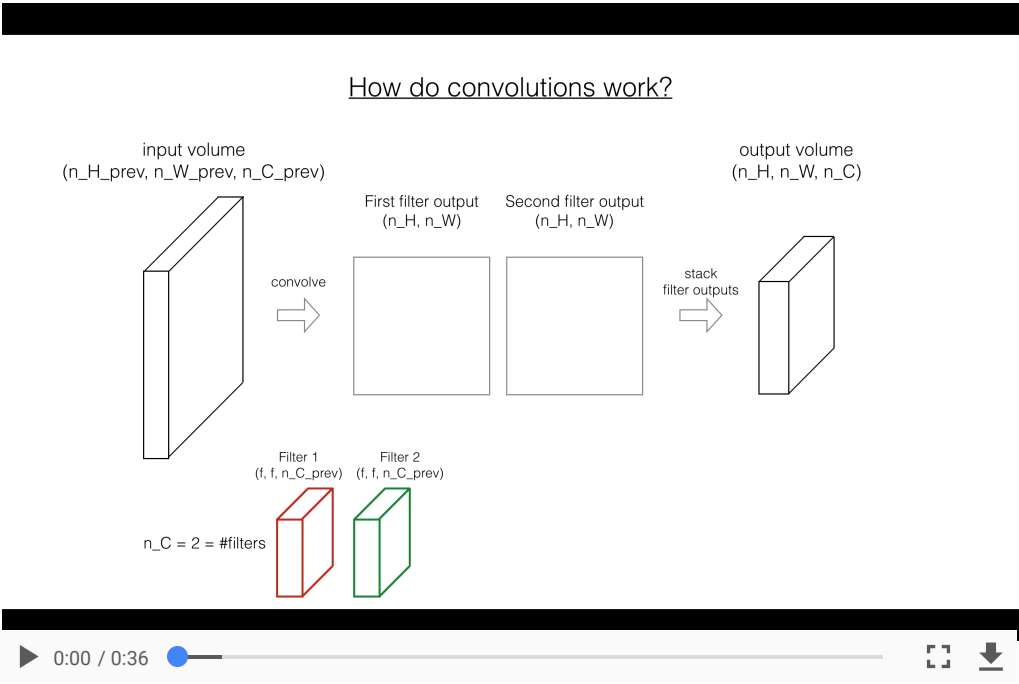 How do convolutions work?
input volume
(n_H_prev, n_W_prev, n_C_prev)
output volume
(n_H, n_W, n_C)
First filter output
(n_H, n_W)
Second filter output
(n_H, n_W)
convolve
stack
filter outputs
Filter 1
(f, f, n_C_prev)
Filter 2
(f, f, n_C_prev)
n_C = 2 = #filters
0:00 / 0:36